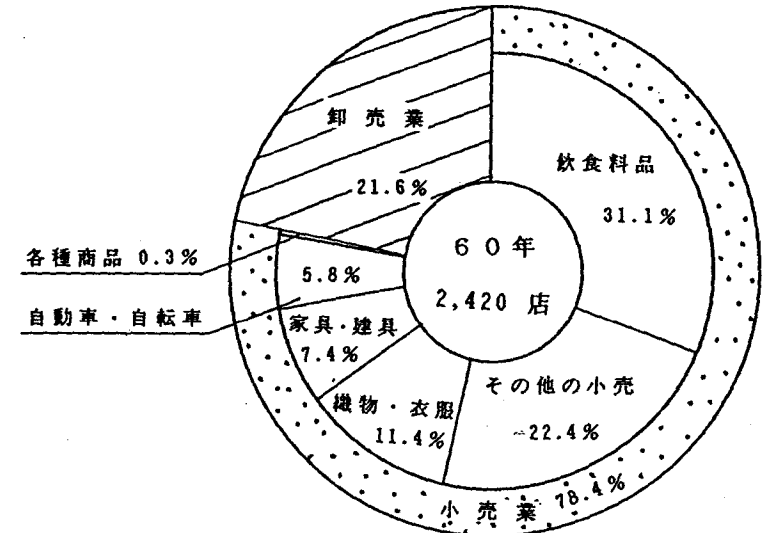 卸売業
21.6%
飲食料品
31.1%
60年
2,420 店
各種商品 0.3%
5.8%
自動車・自転車
家具・建具
7.4%
織物・衣服
11.4%
その他の小売
22.4%
小売業 78.4%